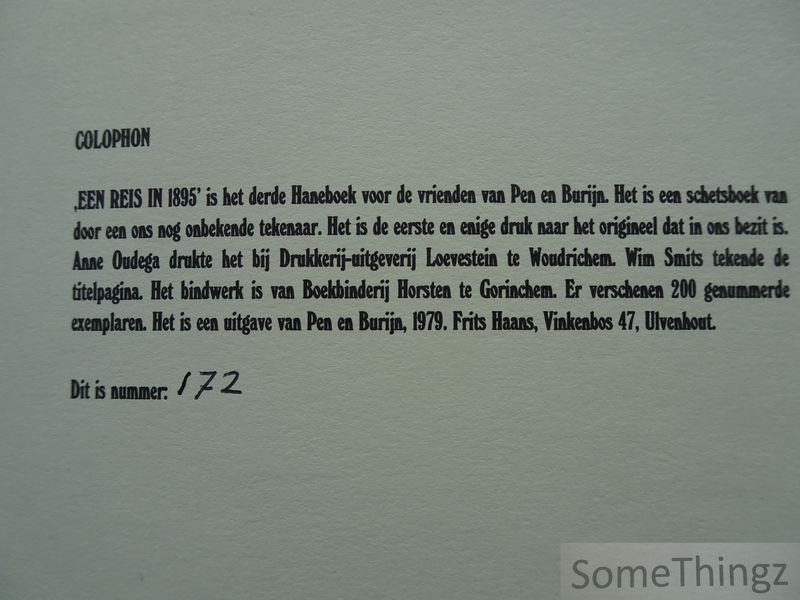 COLOPHON
‚EEN REIS IN 1895’ is het derde Haneboek voor de vrienden van Pen en Burijn. Het is een schetsboek van
door een ons nog onbekende tekenaar. Het is de eerste en enige druk naar het origineel dat in ons bezit is.
Anne Oudega drukte het bij Drukkerij-uitgeverij Loevestein te Woudrichem. Wim Smits tekende de
titelpagina. Het bindwerk is van Boekbinderij Horsten te Gorinchem. Er verschenen 200 genummerde
exemplaren. Het is een uitgave van Pen en Burijn, 1979. Frits Haans, Vinkenbos 47, Ulvenhout.
Dit is nummer: 172
SomeThingz